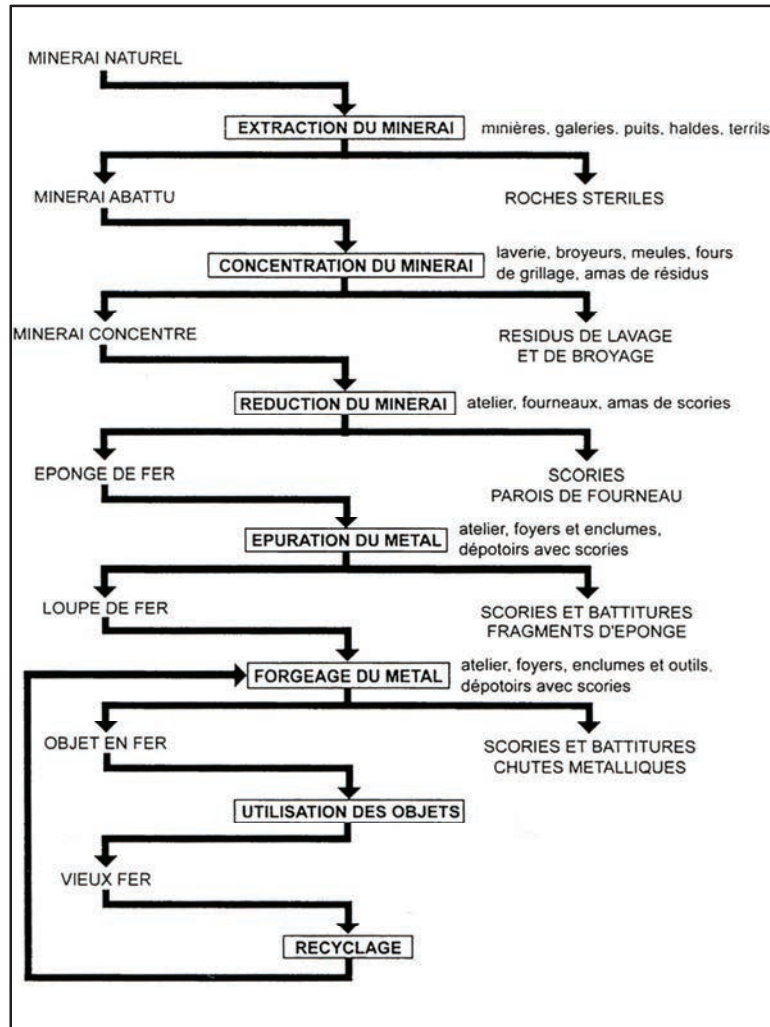 MINERAI NATUREL
EXTRACTION DU MINERAI
minières, galeries. puits, haldes, terrils
MINERAI ABATTU
ROCHES STERILES
CONCENTRATION DU MINERAI
laverie, broyeurs, meules, fours
de grillage, amas de résidus
MINERAI CONCENTRE
RESIDUS DE LAVAGE
ET DE BROYAGE
REDUCTION DU MINERAI
atelier, fourneaux, amas de scories
EPONGE DE FER
SCORIES
PAROIS DE FOURNEAU
EPURATION DU METAL
atelier, foyers et enclumes,
dépotoirs avec scories
LOUPE DE FER
SCORIES ET BATTITURES
FRAGMENTS D'EPONGE
FORGEAGE DU METAL
atelier, foyers, enclumes et outils,
dépotoirs avec scories
OBJET EN FER
SCORIES ET BATTITURES
CHUTES METALLIQUES
UTILISATION DES OBJETS
VIEUX FER
RECYCLAGE